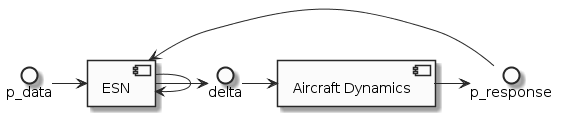 p_data
ESN
delta
Aircraft Dynamics
p_response